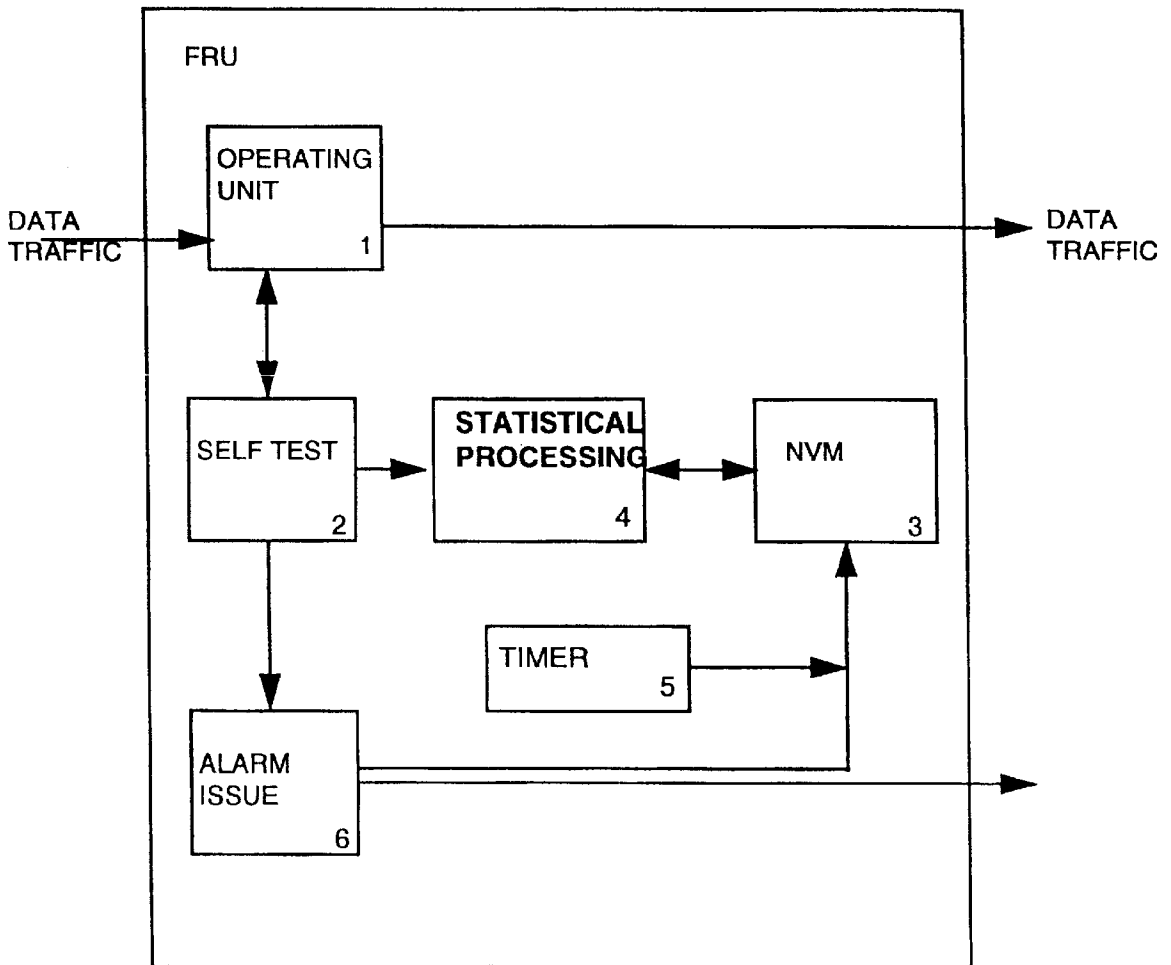 FRU
OPERATING
UNIT
1
DATA
TRAFFIC
DATA
TRAFFIC
SELF TEST
2
STATISTICAL
PROCESSING
4
NVM
3
TIMER
5
ALARM
ISSUE
6